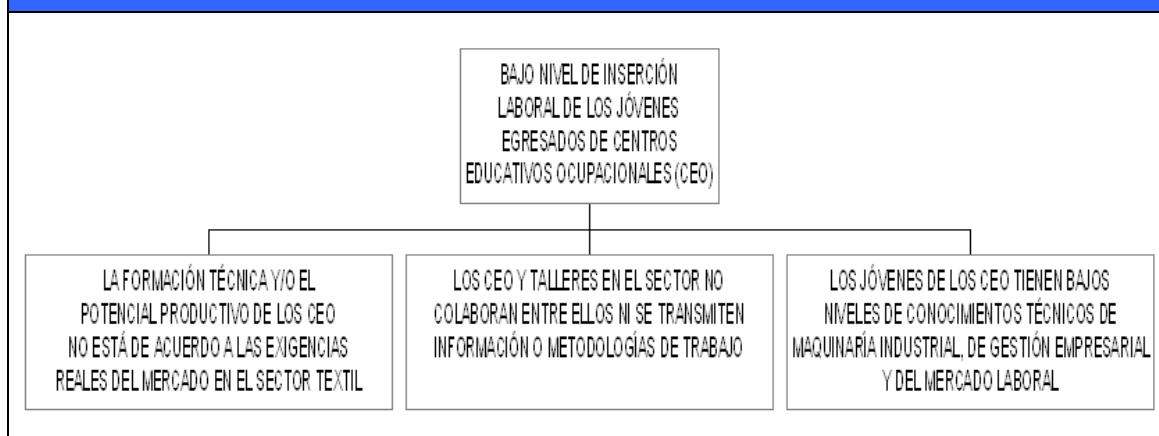 BAJO NIVEL DE INSERCIÓN
LABORAL DE LOS JÓVENES
EGRESADOS DE CENTROS
EDUCATIVOS OCUPACIONALES (CEO)
LA FORMACIÓN TÉCNICA Y/O EL
POTENCIAL PRODUCTIVO DE LOS CEO
NO ESTÁ DE ACUERDO A LAS EXIGENCIAS
REALES DEL MERCADO EN EL SECTOR TEXTIL
LOS CEO Y TALLERES EN EL SECTOR NO
COLABORAN ENTRE ELLOS NI SE TRANSMITEN
INFORMACIÓN O METODOLOGÍAS DE TRABAJO
LOS JÓVENES DE LOS CEO TIENEN BAJOS
NIVELES DE CONOCIMIENTOS TÉCNICOS DE
MAQUINARÍA INDUSTRIAL, DE GESTIÓN EMPRESARIAL
Y DEL MERCADO LABORAL